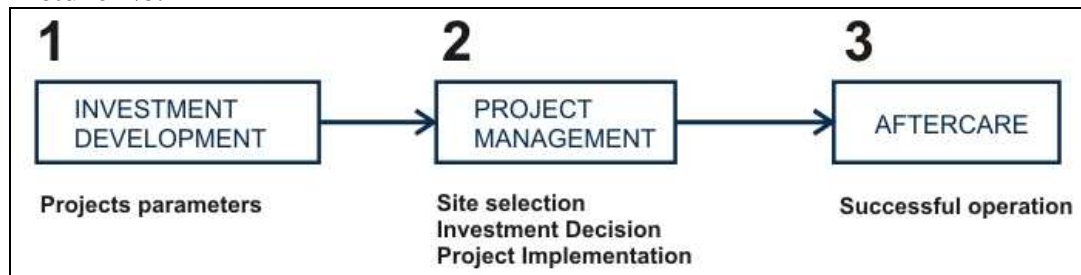 1
2
3
INVESTMENT
DEVELOPMENT
PROJECT
MANAGEMENT
AFTERCARE
Projects parameters
Site selection
Investment Decision
Project Implementation
Successful operation